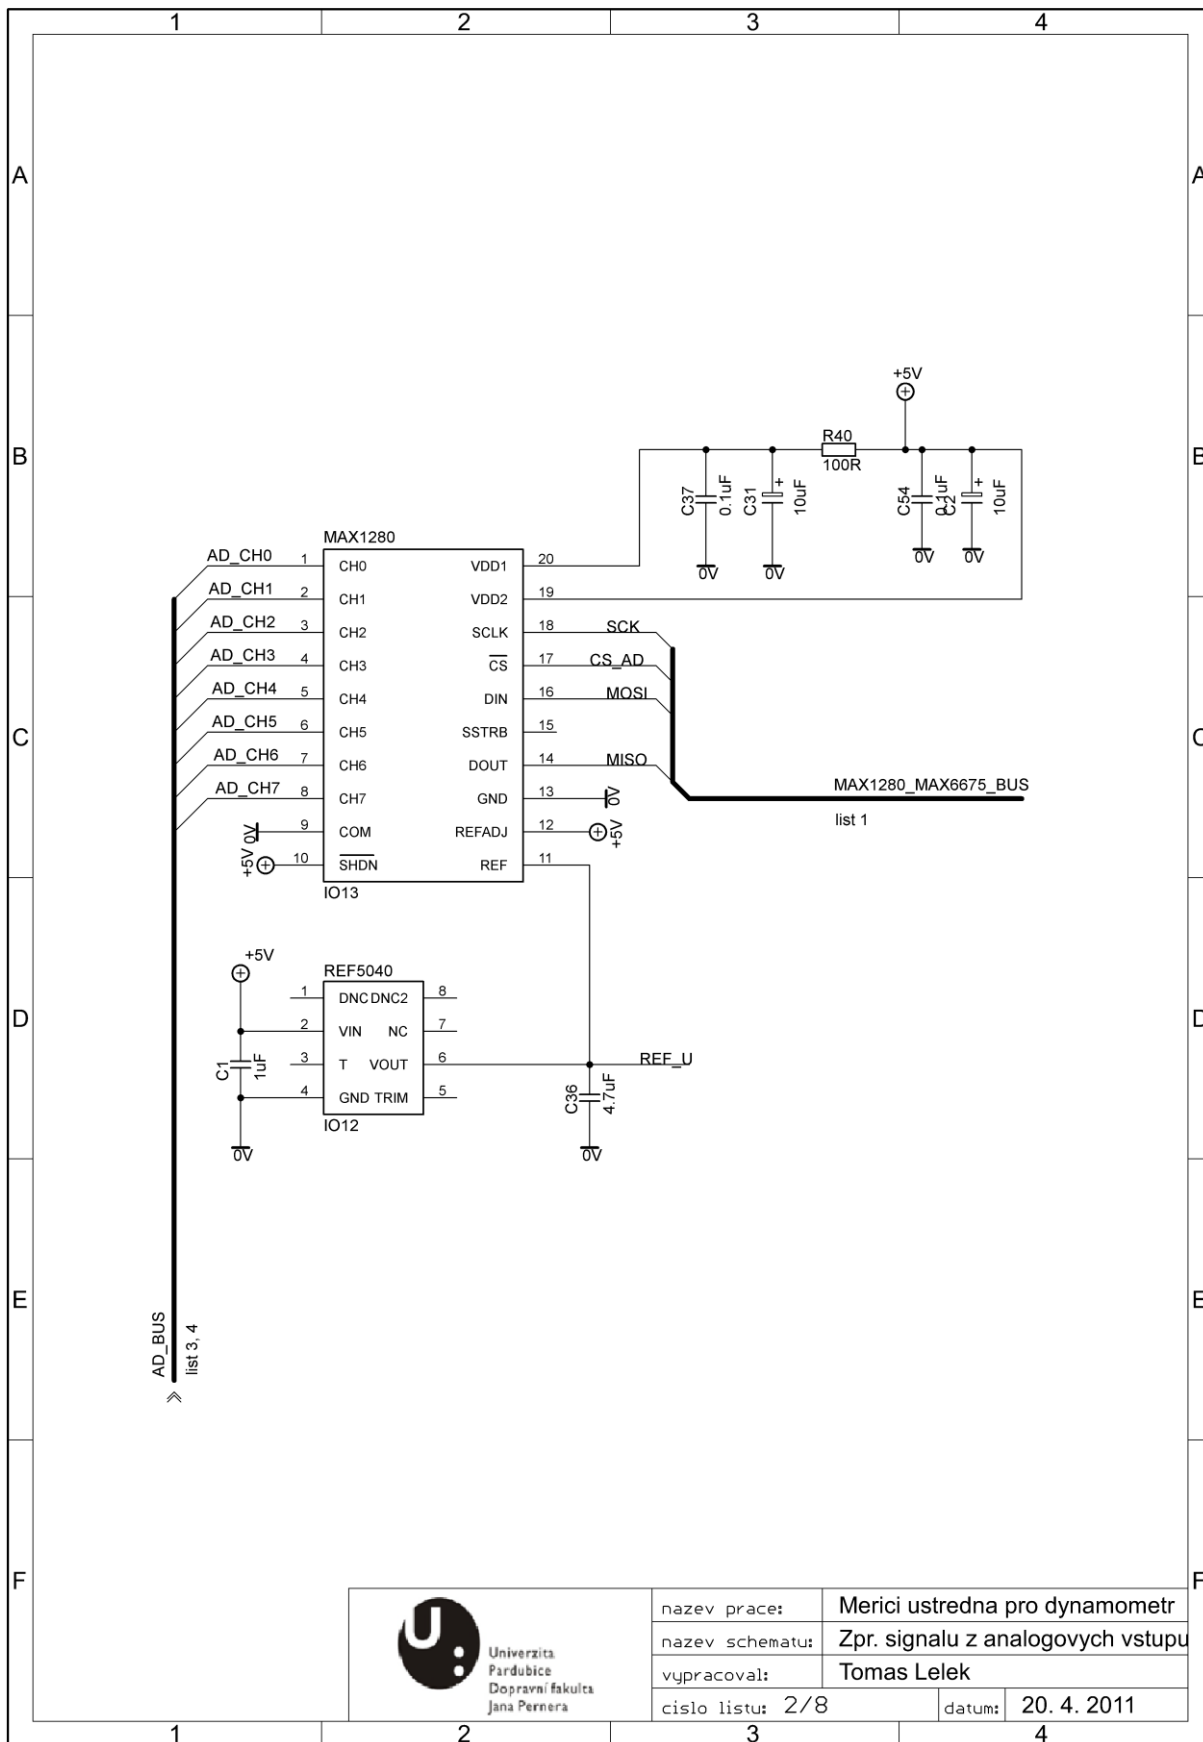 1 2 3 4
A A
B B
C C
D D
E E
F F
+5V
R40
100R
C37 0.1uF
C31 + 10uF
C54 0.1uF
C2 + 10uF
0V 0V 0V 0V
MAX1280
AD_CH0 1 CH0 VDD1 20
AD_CH1 2 CH1 VDD2 19
AD_CH2 3 CH2 SCLK 18 SCK
AD_CH3 4 CH3 CS 17 CS_AD
AD_CH4 5 CH4 DIN 16 MOSI
AD_CH5 6 CH5 SSTRB 15
AD_CH6 7 CH6 DOUT 14 MISO
AD_CH7 8 CH7 GND 13 0V
0V 9 COM REFADJ 12 +5V
+5V 10 SHDN REF 11
IO13
MAX1280_MAX6675_BUS
list 1
+5V
REF5040
1 DNC DNC2 8
2 VIN NC 7
3 T VOUT 6 REF_U
4 GND TRIM 5
IO12
C1 1uF
0V
C36 4.7uF
0V
AD_BUS
list 3, 4
U:
Univerzita
Pardubice
Dopravní fakulta
Jana Pernera
nazev prace: Merici ustredna pro dynamometr
nazev schematu: Zpr. signalu z analogovych vstupu
vypracoval: Tomas Lelek
cislo listu: 2/8 datum: 20. 4. 2011
1 2 3 4